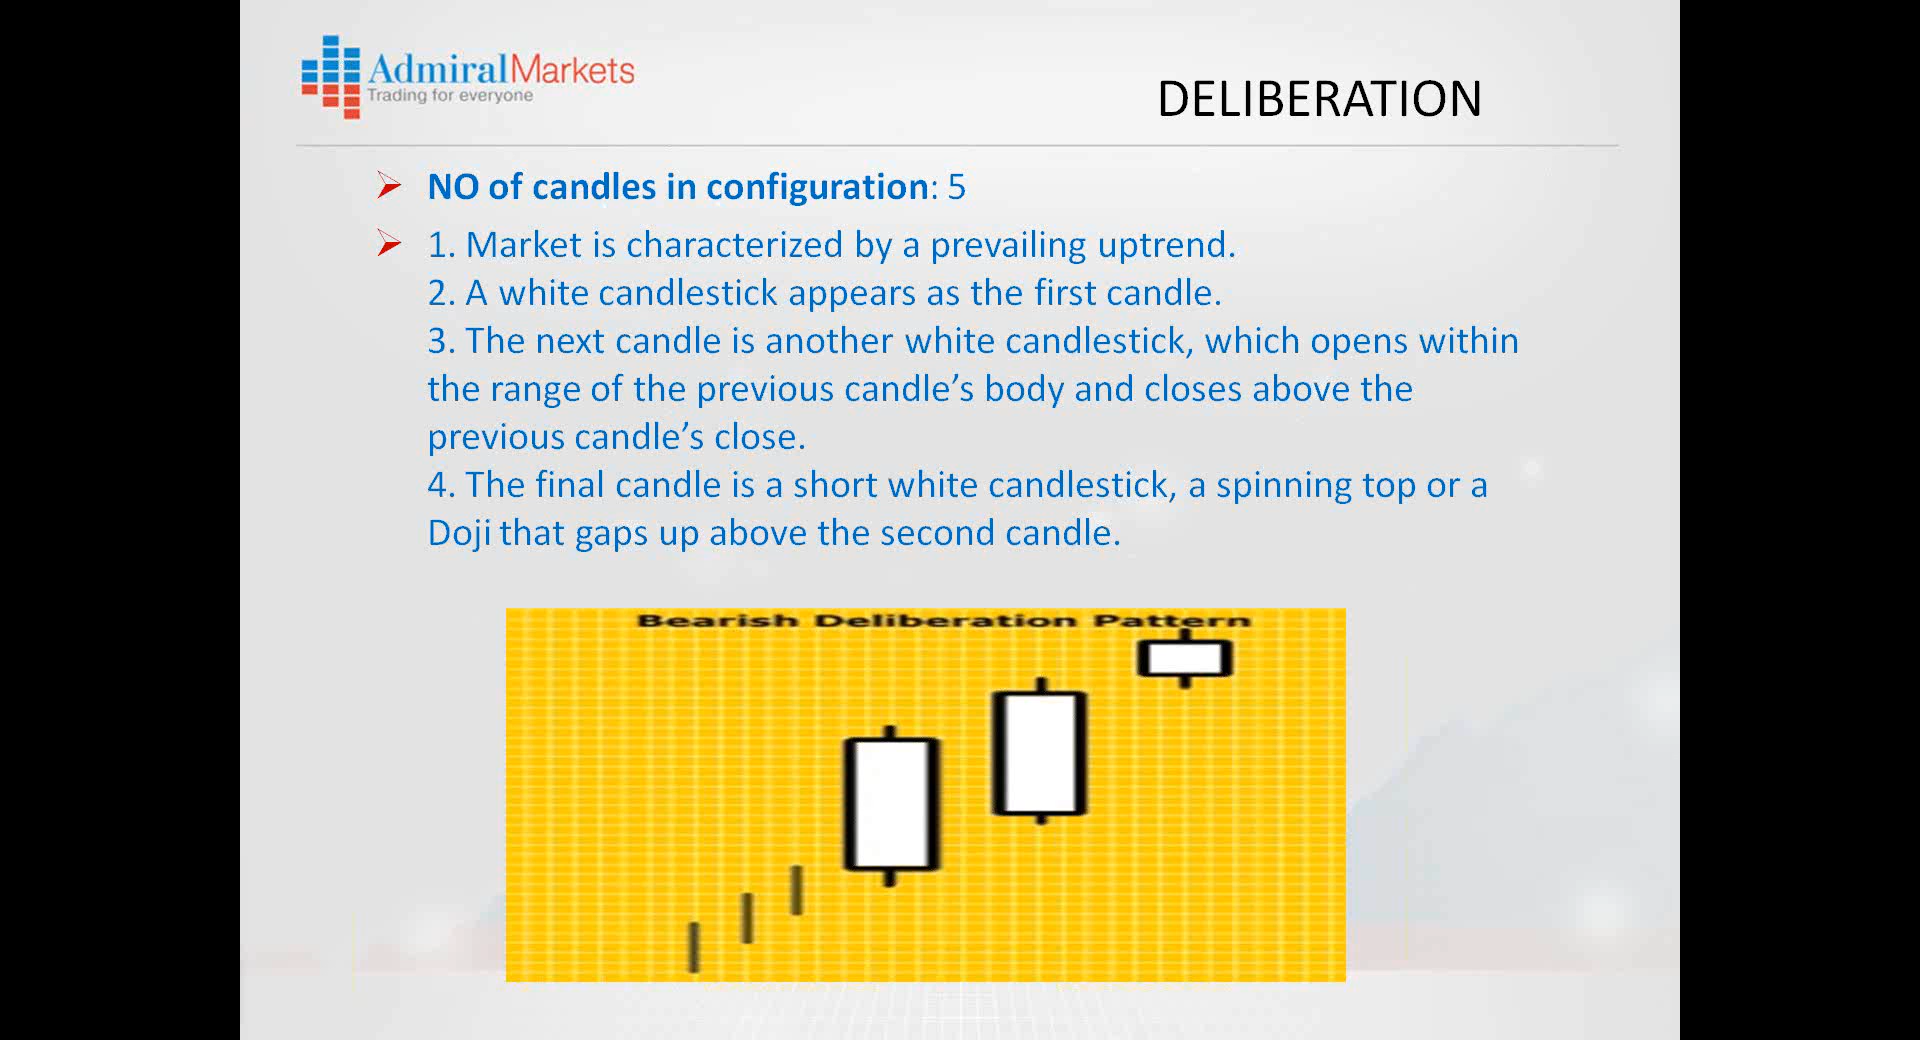 AdmiralMarkets
Trading for everyone
DELIBERATION
NO of candles in configuration: 5
1. Market is characterized by a prevailing uptrend.
2. A white candlestick appears as the first candle.
3. The next candle is another white candlestick, which opens within
the range of the previous candle’s body and closes above the
previous candle’s close.
4. The final candle is a short white candlestick, a spinning top or a
Doji that gaps up above the second candle.
Bearish Deliberation Pattern